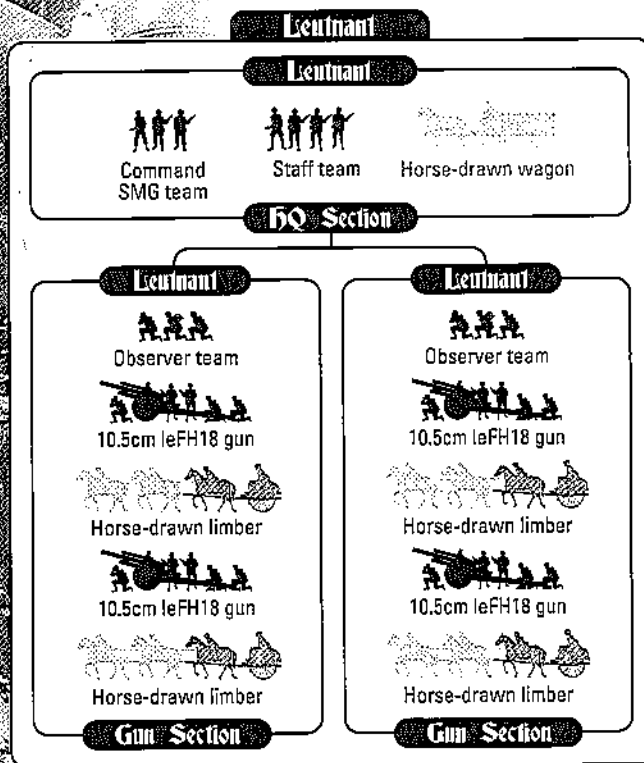 Leutnant
Leutnant
Command
SMG team
Staff team
Horse-drawn wagon
HQ Section
Leutnant
Observer team
10.5cm leFH18 gun
Horse-drawn limber
10.5cm leFH18 gun
Horse-drawn limber
Gun Section
Leutnant
Observer team
10.5cm leFH18 gun
Horse-drawn limber
10.5cm leFH18 gun
Horse-drawn limber
Gun Section